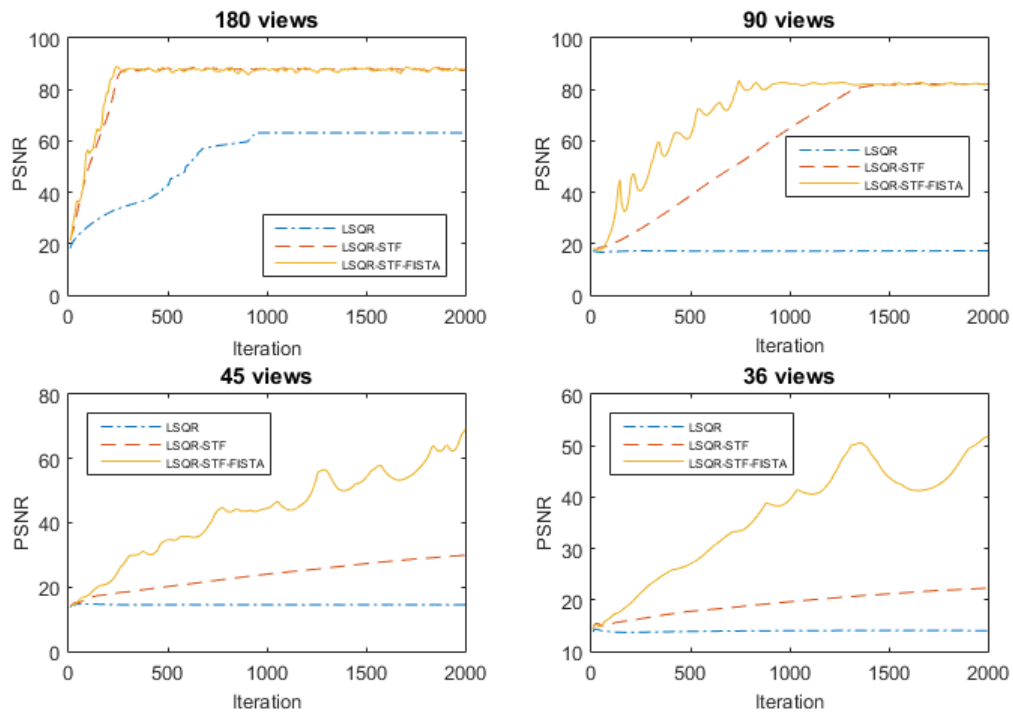 180 views
100
80
60
40
20
0
PSNR
LSQR
LSQR-STF
LSQR-STF-FISTA
0 500 1000 1500 2000
Iteration
90 views
100
80
60
40
20
0
PSNR
LSQR
LSQR-STF
LSQR-STF-FISTA
0 500 1000 1500 2000
Iteration
45 views
80
60
40
20
0
PSNR
LSQR
LSQR-STF
LSQR-STF-FISTA
0 500 1000 1500 2000
Iteration
36 views
60
50
40
30
20
10
PSNR
LSQR
LSQR-STF
LSQR-STF-FISTA
0 500 1000 1500 2000
Iteration